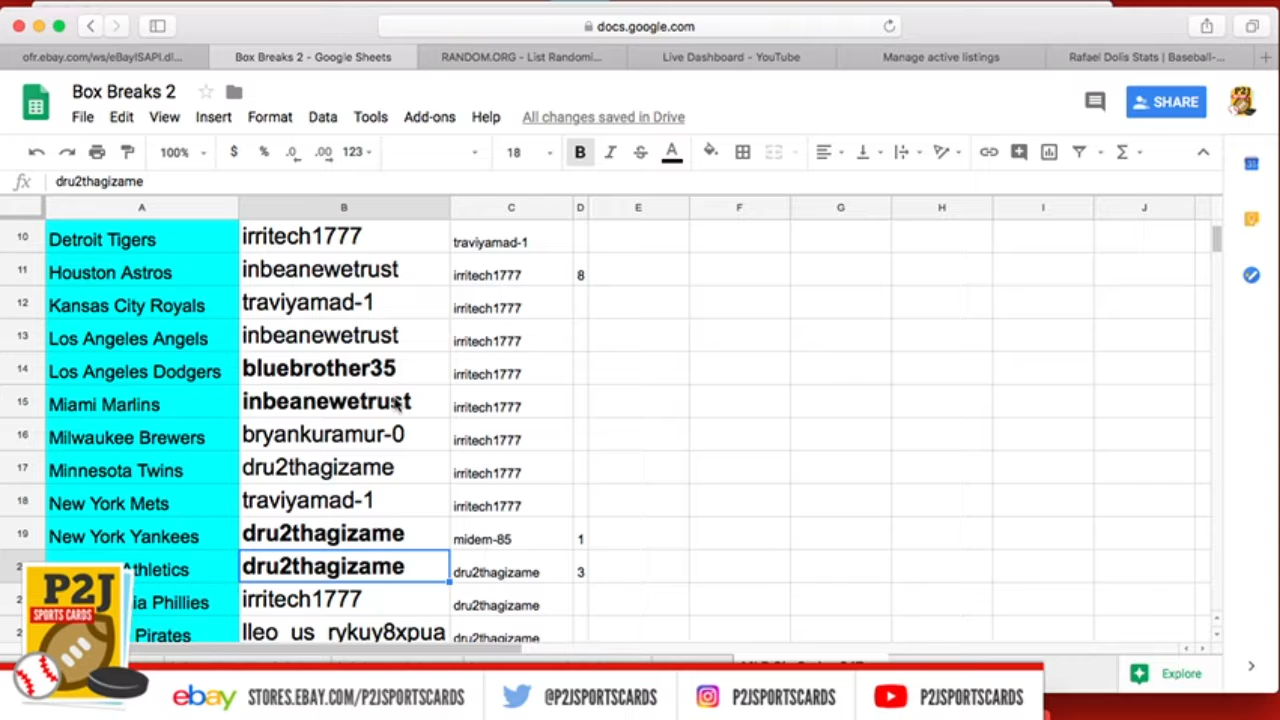 docs.google.com
ofr.ebay.com/ws/eBayISAPI.dl...
Box Breaks 2 - Google Sheets
RANDOM.ORG - List Randomi...
Live Dashboard - YouTube
Manage active listings
Rafael Dolis Stats | Baseball-...
Box Breaks 2
SHARE
File Edit View Insert Format Data Tools Add-ons Help All changes saved in Drive
100% $ % .0 .00 123 18 B I S A
fx dru2thagizame
A B C D E F G H I J
10 Detroit Tigers irritech1777 traviyamad-1
11 Houston Astros inbeanewetrust irritech1777 8
12 Kansas City Royals traviyamad-1 irritech1777
13 Los Angeles Angels inbeanewetrust irritech1777
14 Los Angeles Dodgers bluebrother35 irritech1777
15 Miami Marlins inbeanewetrust irritech1777
16 Milwaukee Brewers bryankuramur-0 irritech1777
17 Minnesota Twins dru2thagizame irritech1777
18 New York Mets traviyamad-1 irritech1777
19 New York Yankees dru2thagizame midem-85 1
Athletics dru2thagizame dru2thagizame 3
ia Phillies irritech1777 dru2thagizame
Pirates lleo_us_rykuy8xpua dru2thagizame
Explore
P2J
SPORTS CARDS
ebay STORES.EBAY.COM/P2JSPORTSCARDS @P2JSPORTSCARDS P2JSPORTSCARDS P2JSPORTSCARDS